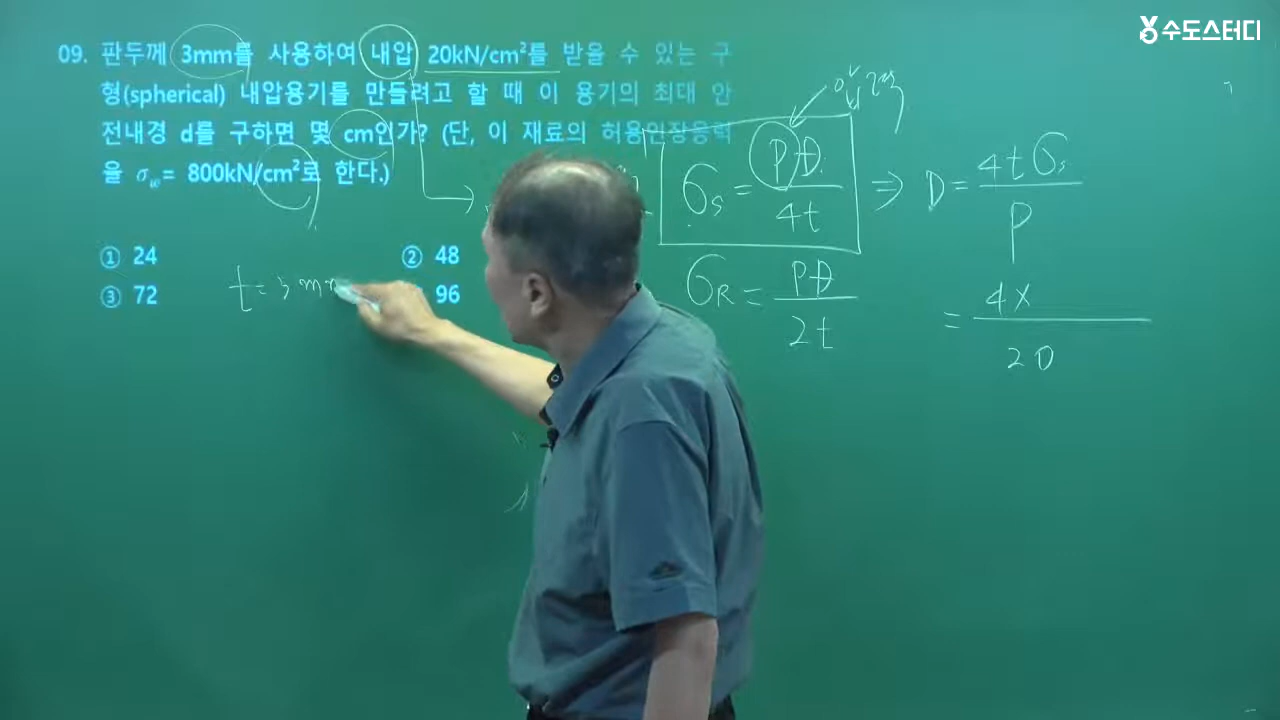 수도스터디
09. 판두께 3mm를 사용하여 내압 20kN/cm²를 받을 수 있는 구
형(spherical) 내압용기를 만들려고 할 때 이 용기의 최대 안
전내경 d를 구하면 몇 cm인가? (단, 이 재료의 허용인장응력
을 σw = 800kN/cm²로 한다.)
① 24
② 48
③ 72
96
t = 3 m
σs = PD/4t ⇒ D = 4tσs/P
σR = PD/2t
= 4×/20